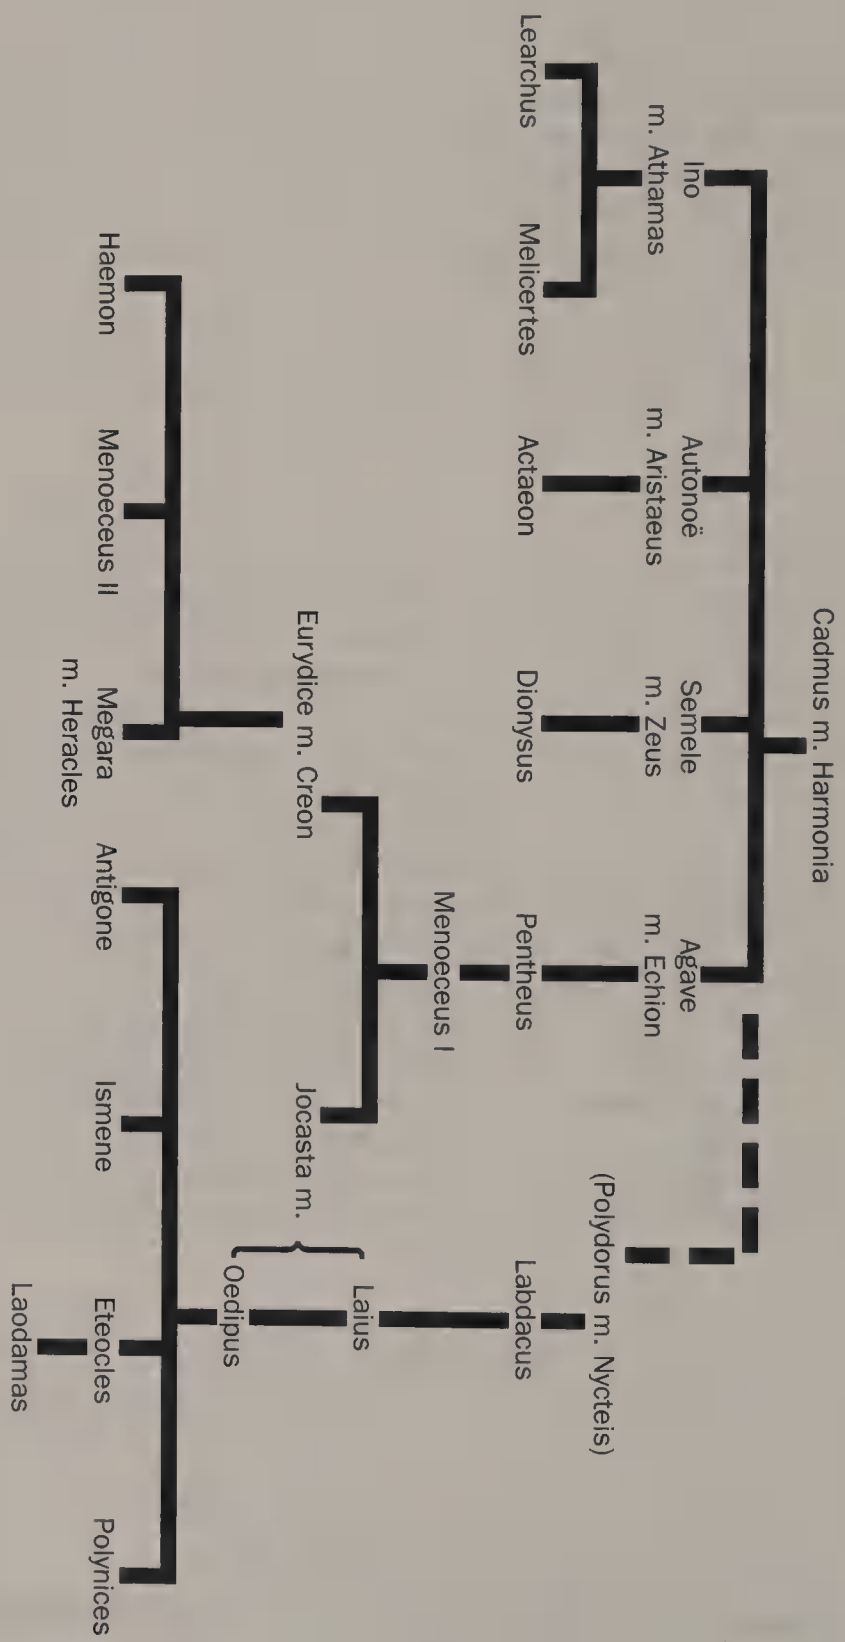 Cadmus m. Harmonia
Ino
m. Athamas
Autonoë
m. Aristaeus
Semele
m. Zeus
Agave
m. Echion
(Polydorus m. Nycteis)
Learchus
Melicertes
Actaeon
Dionysus
Pentheus
Labdacus
Menoeceus I
Laius
Eurydice m. Creon
Jocasta m.
Oedipus
Haemon
Menoeceus II
Megara
m. Heracles
Antigone
Ismene
Eteocles
Polynices
Laodamas